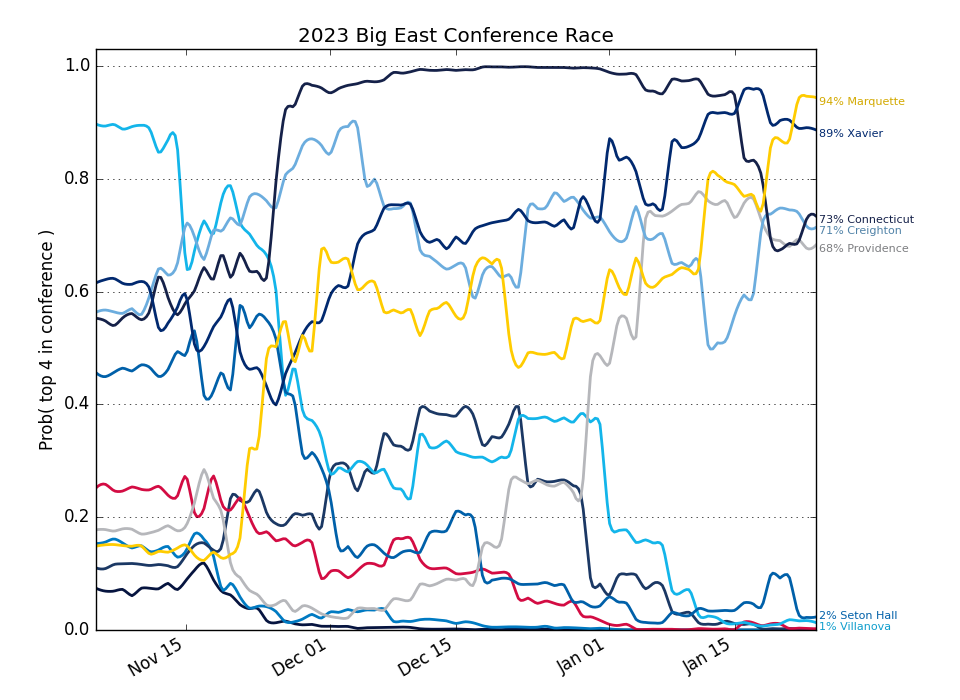 2023 Big East Conference Race
Prob( top 4 in conference )
1.0
0.8
0.6
0.4
0.2
0.0
Nov 15
Dec 01
Dec 15
Jan 01
Jan 15
94% Marquette
89% Xavier
73% Connecticut
71% Creighton
68% Providence
2% Seton Hall
1% Villanova